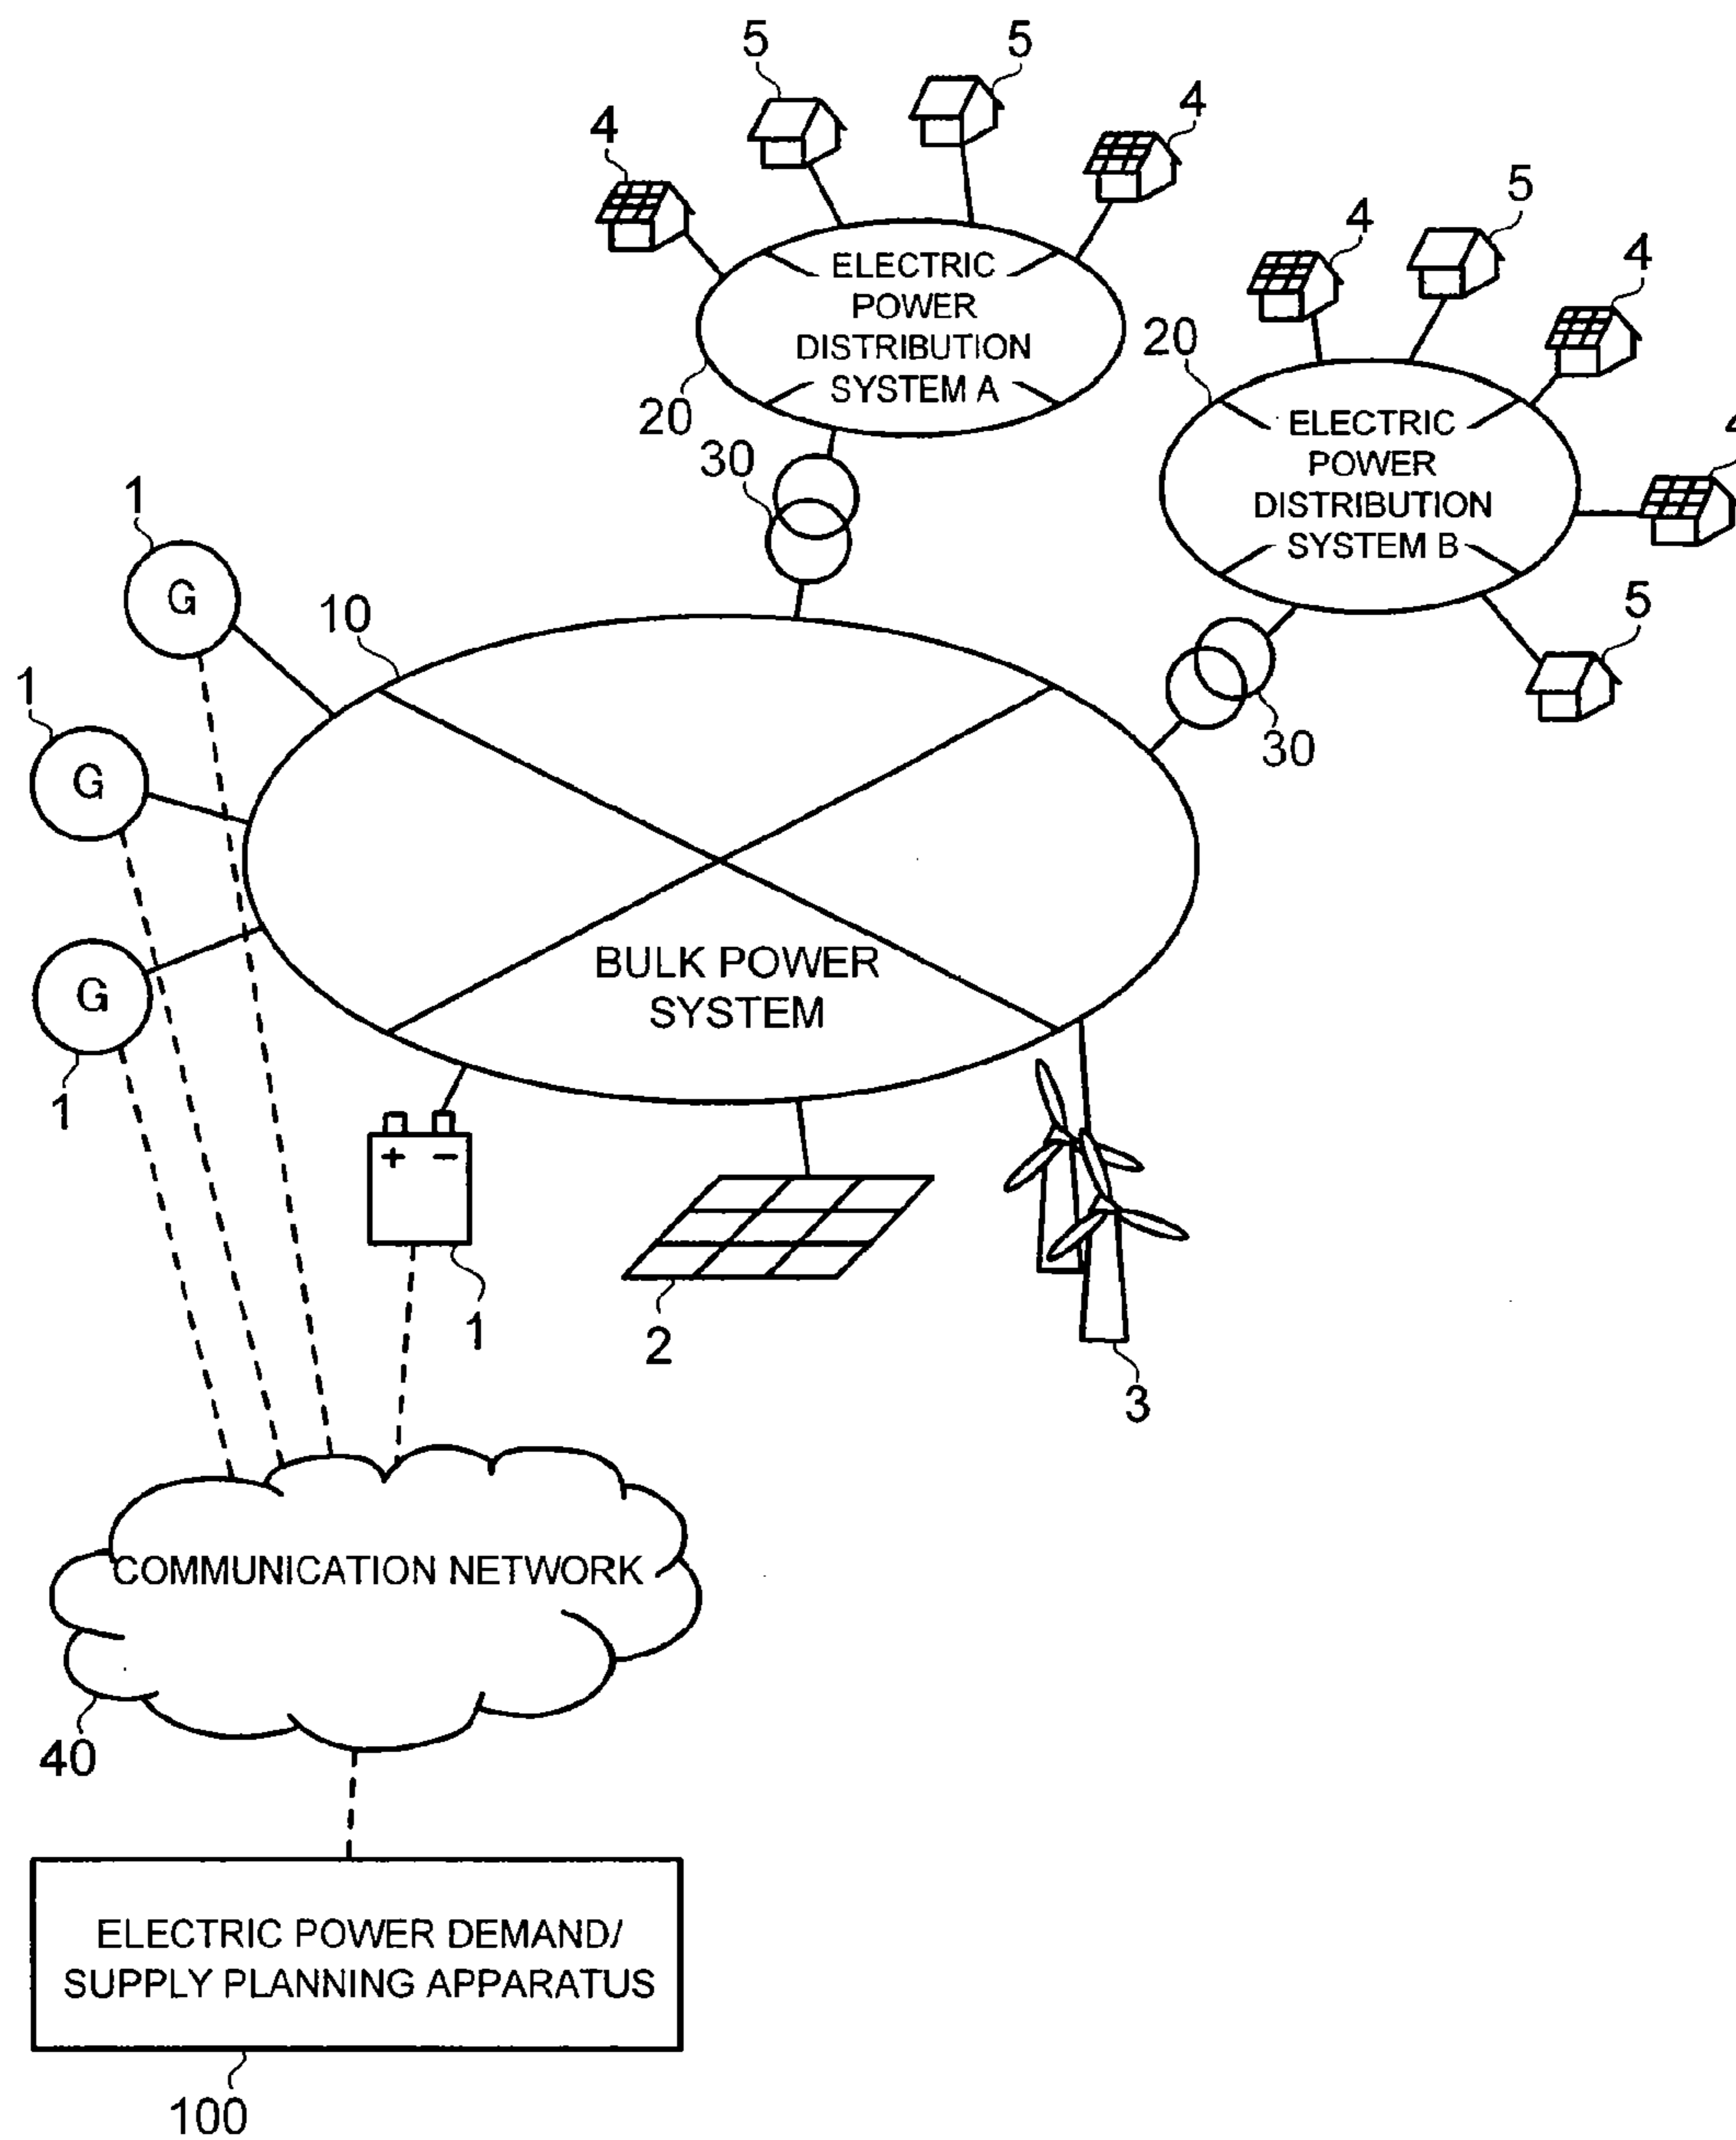 5
5
4
4
5
4
4
ELECTRIC
POWER
DISTRIBUTION
SYSTEM A
20
20
ELECTRIC
POWER
DISTRIBUTION
SYSTEM B
4
30
1
10
5
1
30
G
G
G
BULK POWER
SYSTEM
1
+ −
1
2
3
COMMUNICATION NETWORK
40
ELECTRIC POWER DEMAND/
SUPPLY PLANNING APPARATUS
100